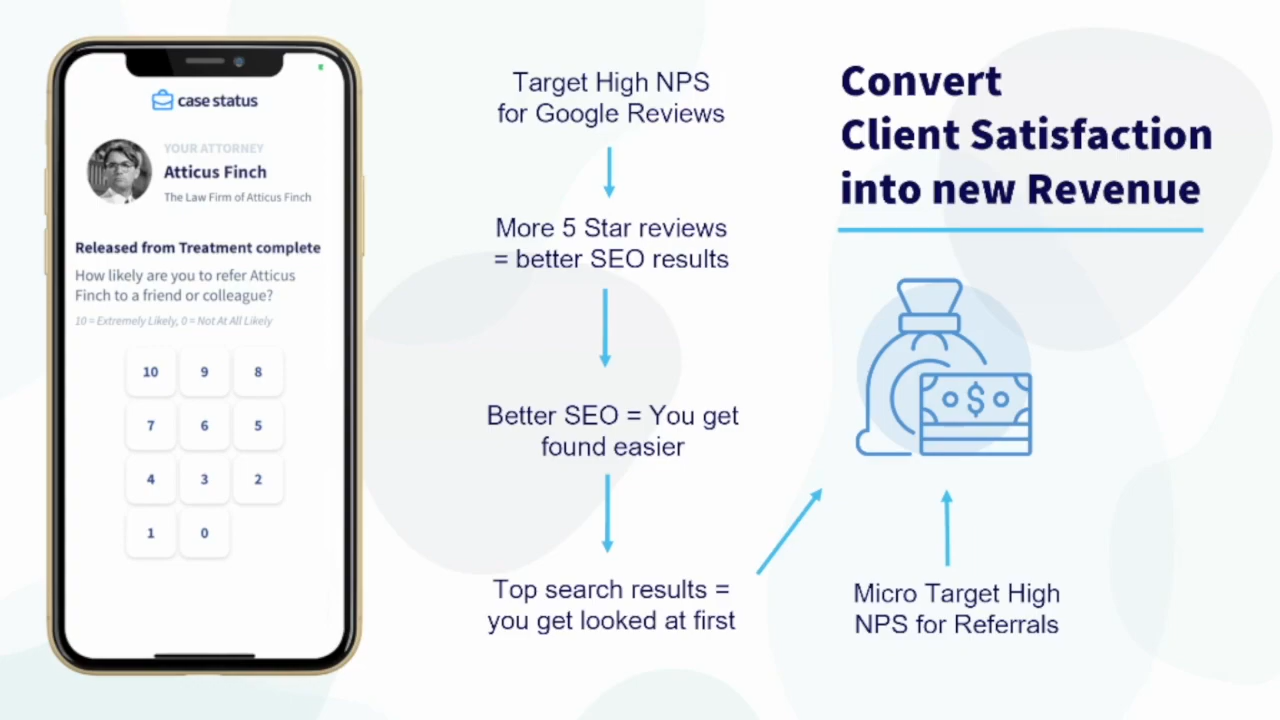 case status
YOUR ATTORNEY
Atticus Finch
The Law Firm of Atticus Finch
Released from Treatment complete
How likely are you to refer Atticus
Finch to a friend or colleague?
10 = Extremely Likely, 0 = Not At All Likely
10 9 8
7 6 5
4 3 2
1 0
Target High NPS
for Google Reviews
More 5 Star reviews
= better SEO results
Better SEO = You get
found easier
Top search results =
you get looked at first
Convert
Client Satisfaction
into new Revenue
$
Micro Target High
NPS for Referrals